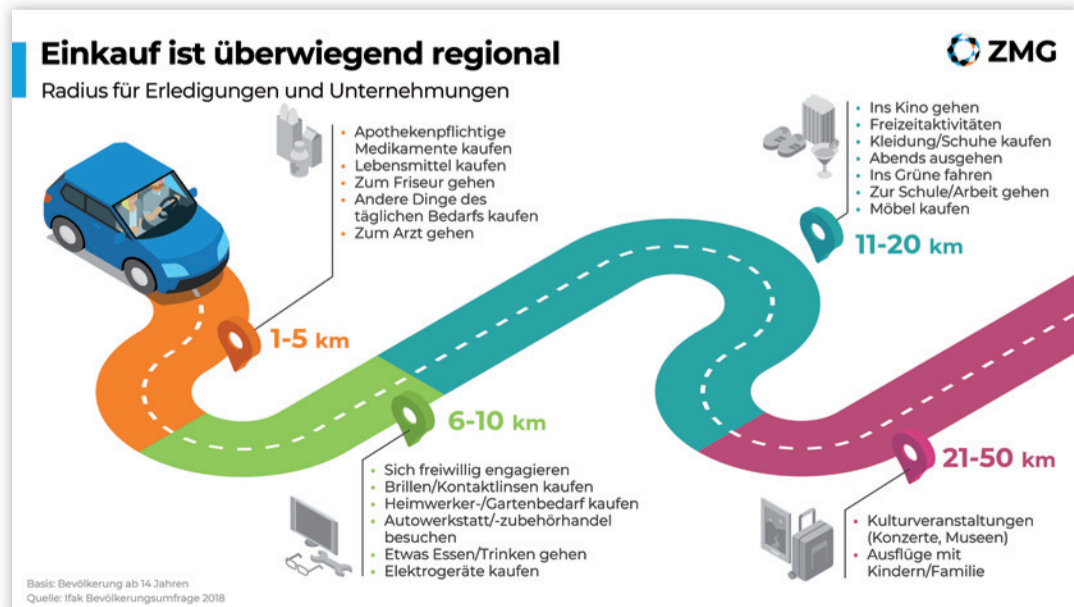 Einkauf ist überwiegend regional
ZMG
Radius für Erledigungen und Unternehmungen
• Apothekenpflichtige
Medikamente kaufen
• Lebensmittel kaufen
• Zum Friseur gehen
• Andere Dinge des
täglichen Bedarfs kaufen
• Zum Arzt gehen
1-5 km
• Sich freiwillig engagieren
• Brillen/Kontaktlinsen kaufen
• Heimwerker-/Gartenbedarf kaufen
• Autowerkstatt/-zubehörhandel
besuchen
• Etwas Essen/Trinken gehen
• Elektrogeräte kaufen
6-10 km
• Ins Kino gehen
• Freizeitaktivitäten
• Kleidung/Schuhe kaufen
• Abends ausgehen
• Ins Grüne fahren
• Zur Schule/Arbeit gehen
• Möbel kaufen
11-20 km
21-50 km
• Kulturveranstaltungen
(Konzerte, Museen)
• Ausflüge mit
Kindern/Familie
Basis: Bevölkerung ab 14 Jahren
Quelle: Ifak Bevölkerungsumfrage 2018